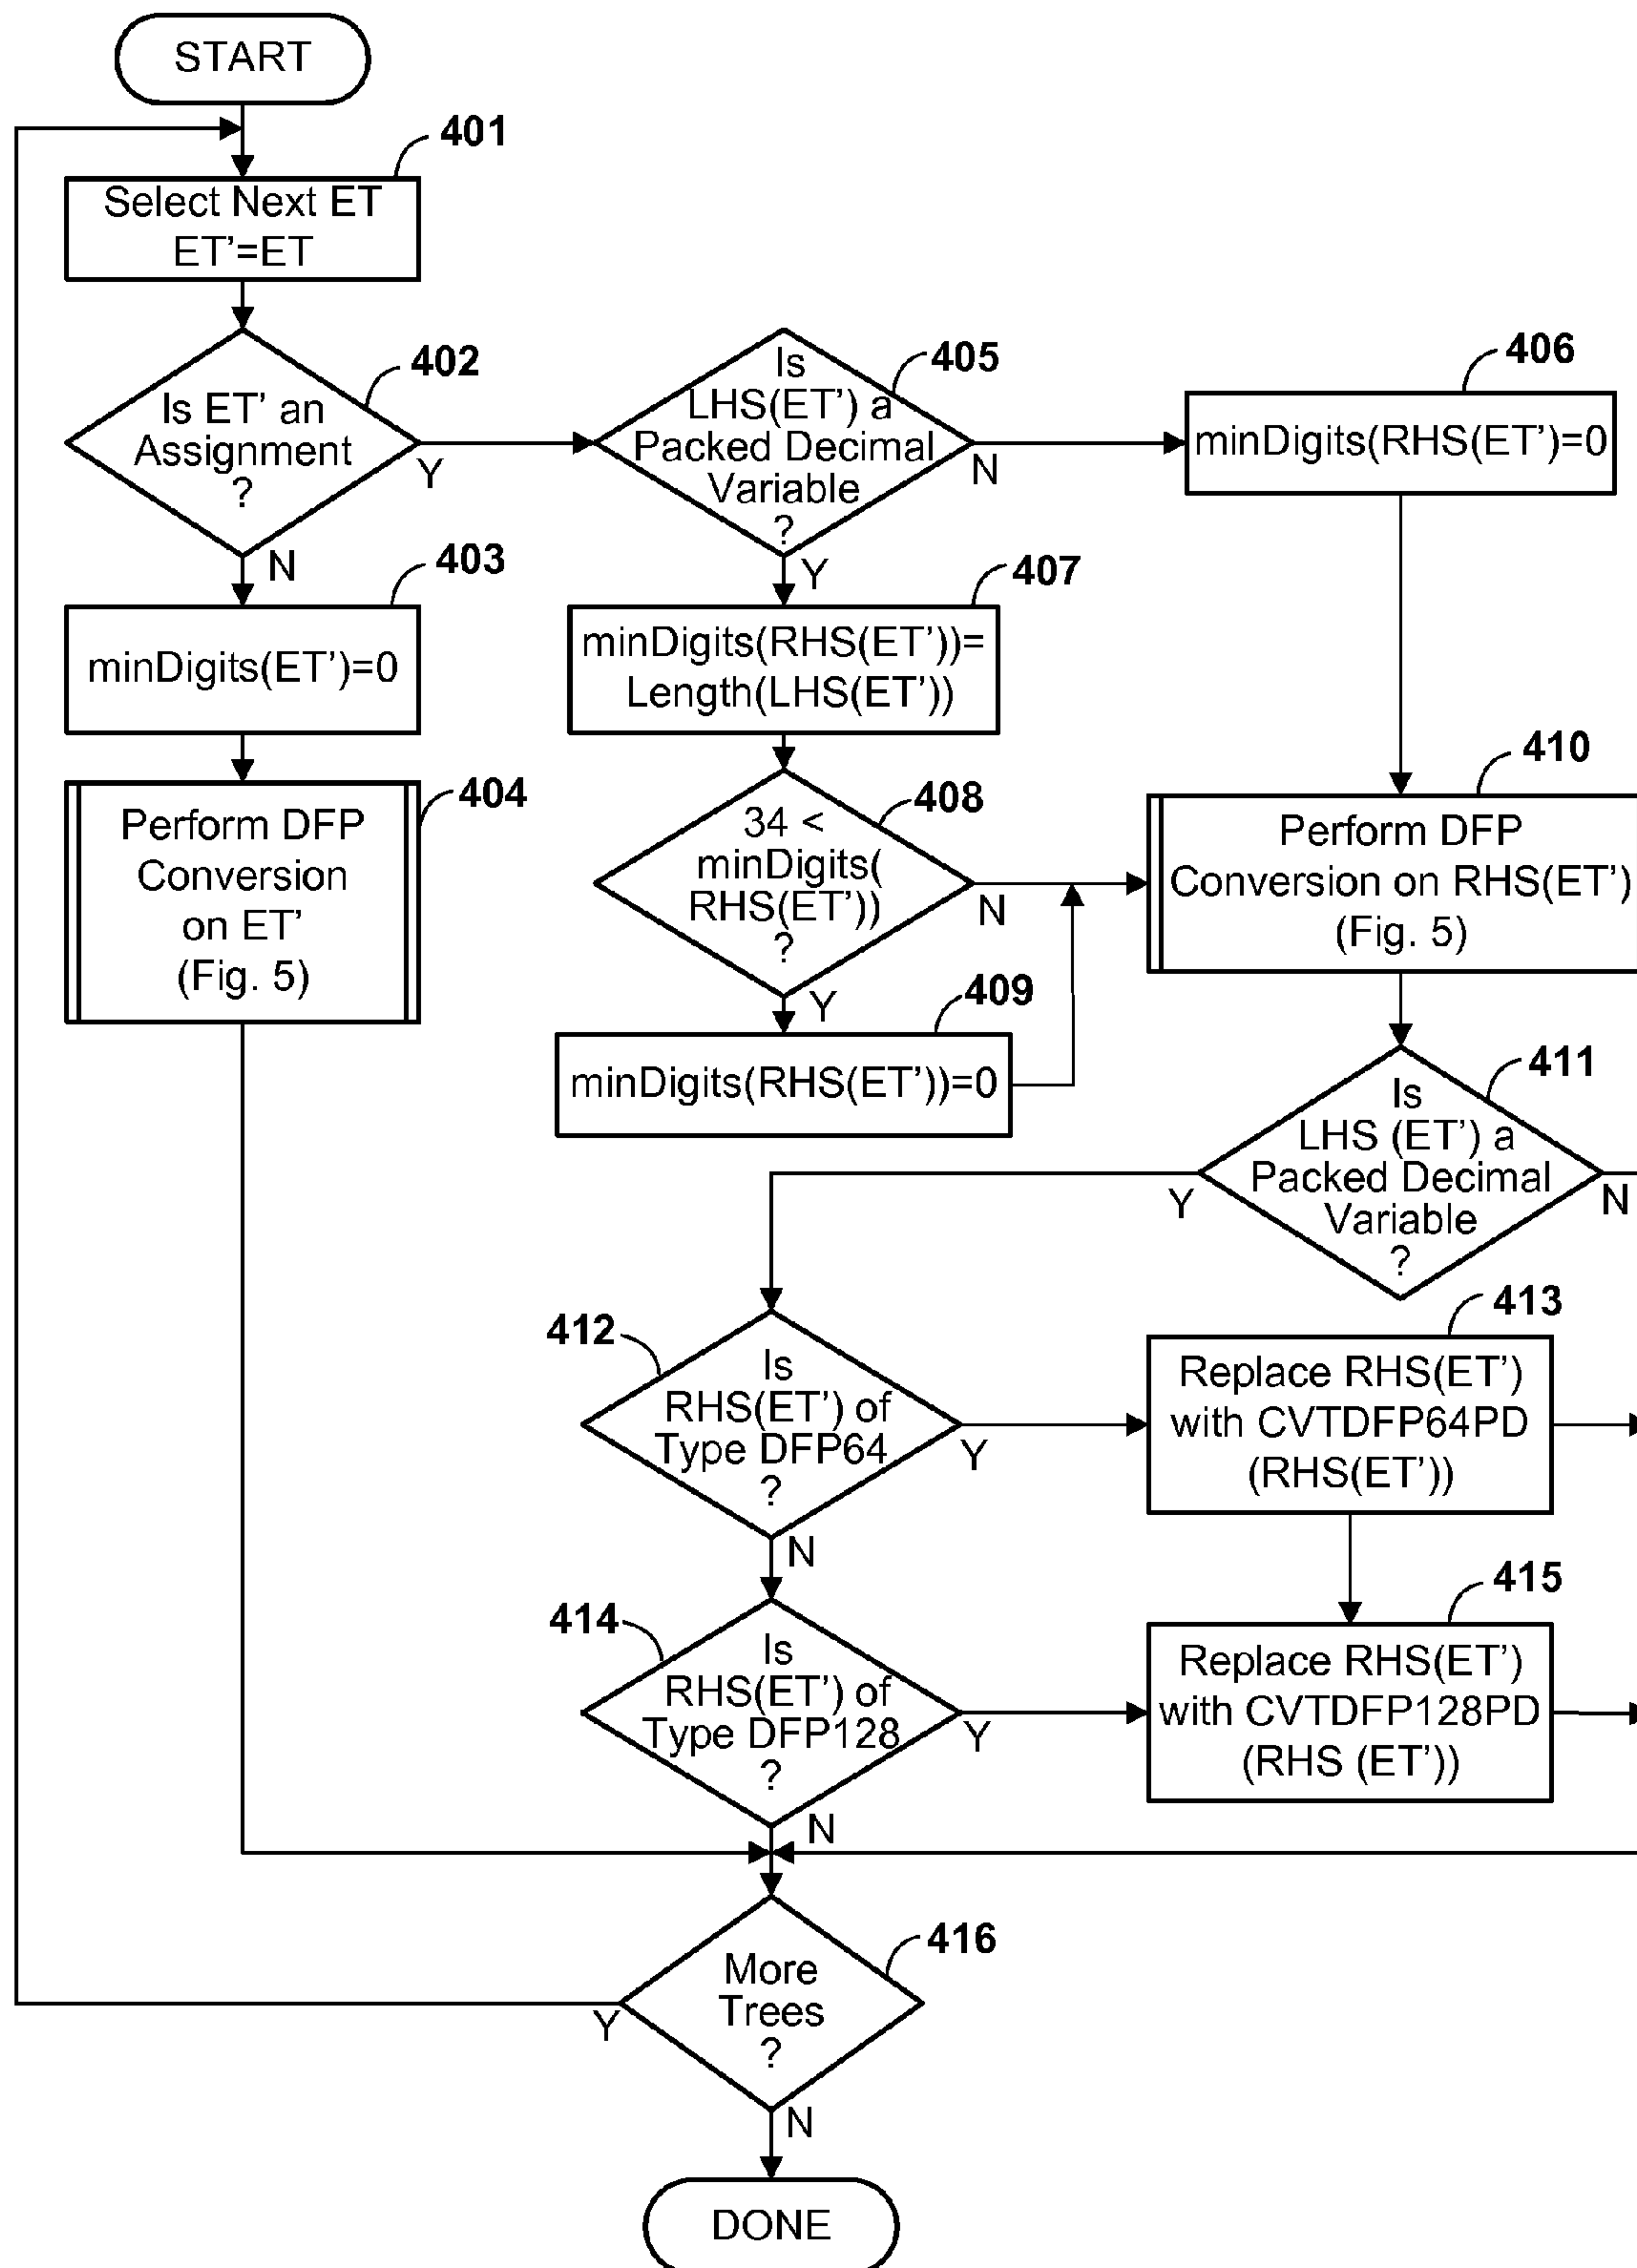 START
401
Select Next ET
ET’=ET
402
Is ET’ an
Assignment
?
Y
N
405
Is
LHS(ET’) a
Packed Decimal
Variable
?
N
Y
406
minDigits(RHS(ET’)=0
403
minDigits(ET’)=0
407
minDigits(RHS(ET’))=
Length(LHS(ET’))
404
Perform DFP
Conversion
on ET’
(Fig. 5)
408
34 <
minDigits(
RHS(ET’))
?
N
Y
410
Perform DFP
Conversion on RHS(ET’)
(Fig. 5)
409
minDigits(RHS(ET’))=0
411
Is
LHS (ET’) a
Packed Decimal
Variable
?
Y
N
412
Is
RHS(ET’) of
Type DFP64
?
Y
N
413
Replace RHS(ET’)
with CVTDFP64PD
(RHS(ET’))
414
Is
RHS(ET’) of
Type DFP128
?
Y
N
415
Replace RHS(ET’)
with CVTDFP128PD
(RHS (ET’))
416
More
Trees
?
Y
N
DONE